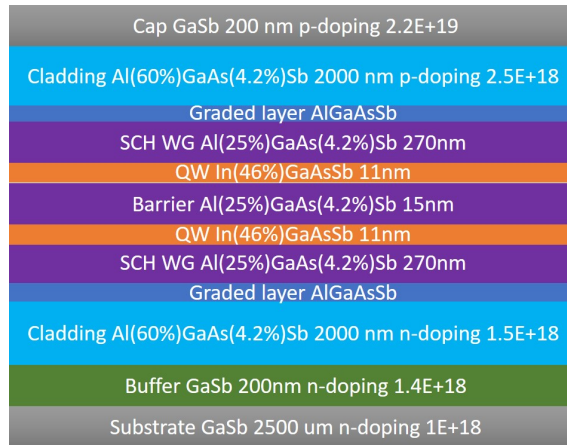 Cap GaSb 200 nm p-doping 2.2E+19
Cladding Al(60%)GaAs(4.2%)Sb 2000 nm p-doping 2.5E+18
Graded layer AlGaAsSb
SCH WG Al(25%)GaAs(4.2%)Sb 270nm
QW In(46%)GaAsSb 11nm
Barrier Al(25%)GaAs(4.2%)Sb 15nm
QW In(46%)GaAsSb 11nm
SCH WG Al(25%)GaAs(4.2%)Sb 270nm
Graded layer AlGaAsSb
Cladding Al(60%)GaAs(4.2%)Sb 2000 nm n-doping 1.5E+18
Buffer GaSb 200nm n-doping 1.4E+18
Substrate GaSb 2500 um n-doping 1E+18